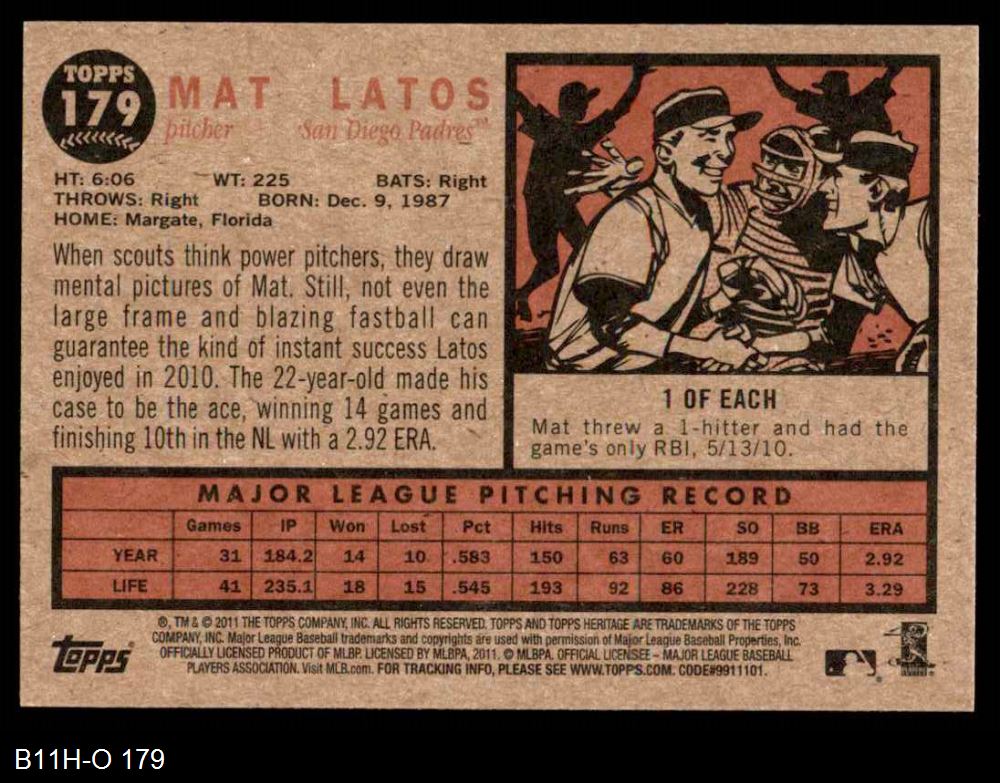 TOPPS
179
MAT LATOS
pitcher San Diego Padres™
HT: 6:06 WT: 225 BATS: Right
THROWS: Right BORN: Dec. 9, 1987
HOME: Margate, Florida
When scouts think power pitchers, they draw
mental pictures of Mat. Still, not even the
large frame and blazing fastball can
guarantee the kind of instant success Latos
enjoyed in 2010. The 22-year-old made his
case to be the ace, winning 14 games and
finishing 10th in the NL with a 2.92 ERA.
1 OF EACH
Mat threw a 1-hitter and had the
game's only RBI, 5/13/10.
MAJOR LEAGUE PITCHING RECORD
Games IP Won Lost Pct Hits Runs ER SO BB ERA
YEAR 31 184.2 14 10 .583 150 63 60 189 50 2.92
LIFE 41 235.1 18 15 .545 193 92 86 228 73 3.29
®, TM & © 2011 THE TOPPS COMPANY, INC. ALL RIGHTS RESERVED. TOPPS AND TOPPS HERITAGE ARE TRADEMARKS OF THE TOPPS
COMPANY, INC. Major League Baseball trademarks and copyrights are used with permission of Major League Baseball Properties, Inc.
OFFICIALLY LICENSED PRODUCT OF MLBP. LICENSED BY MLBPA, 2011. © MLBPA. OFFICIAL LICENSEE – MAJOR LEAGUE BASEBALL
PLAYERS ASSOCIATION. Visit MLB.com. FOR TRACKING INFO, PLEASE SEE WWW.TOPPS.COM. CODE#9911101.
topps
B11H-O 179